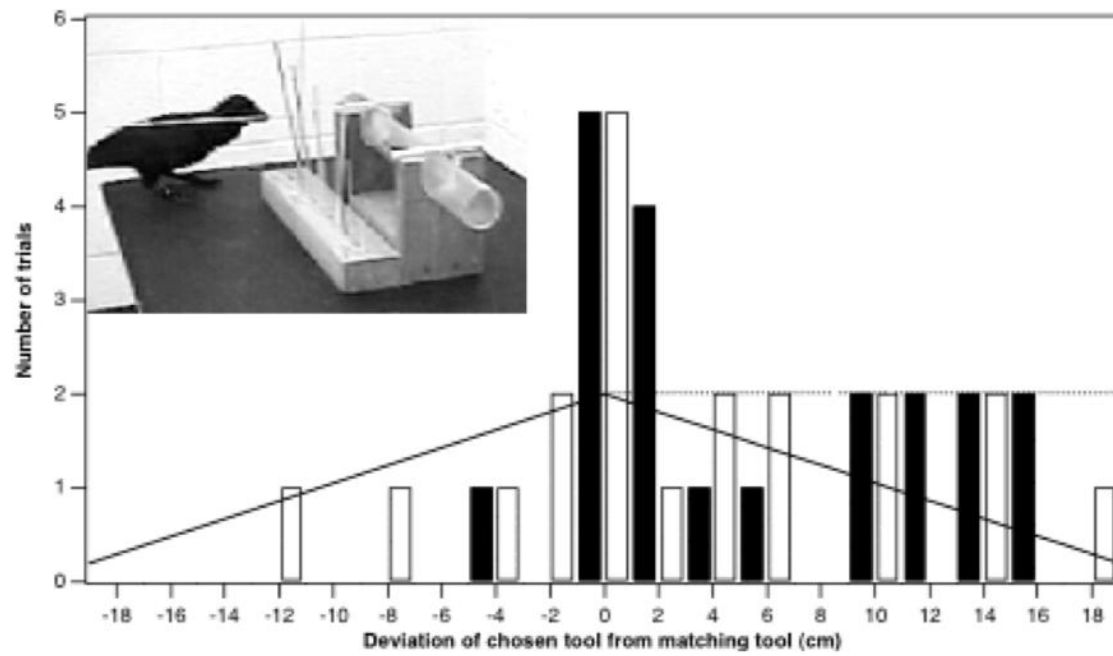 6
5
4
3
2
1
0
Number of trials
-18 -16 -14 -12 -10 -8 -6 -4 -2 0 2 4 6 8 10 12 14 16 18
Deviation of chosen tool from matching tool (cm)